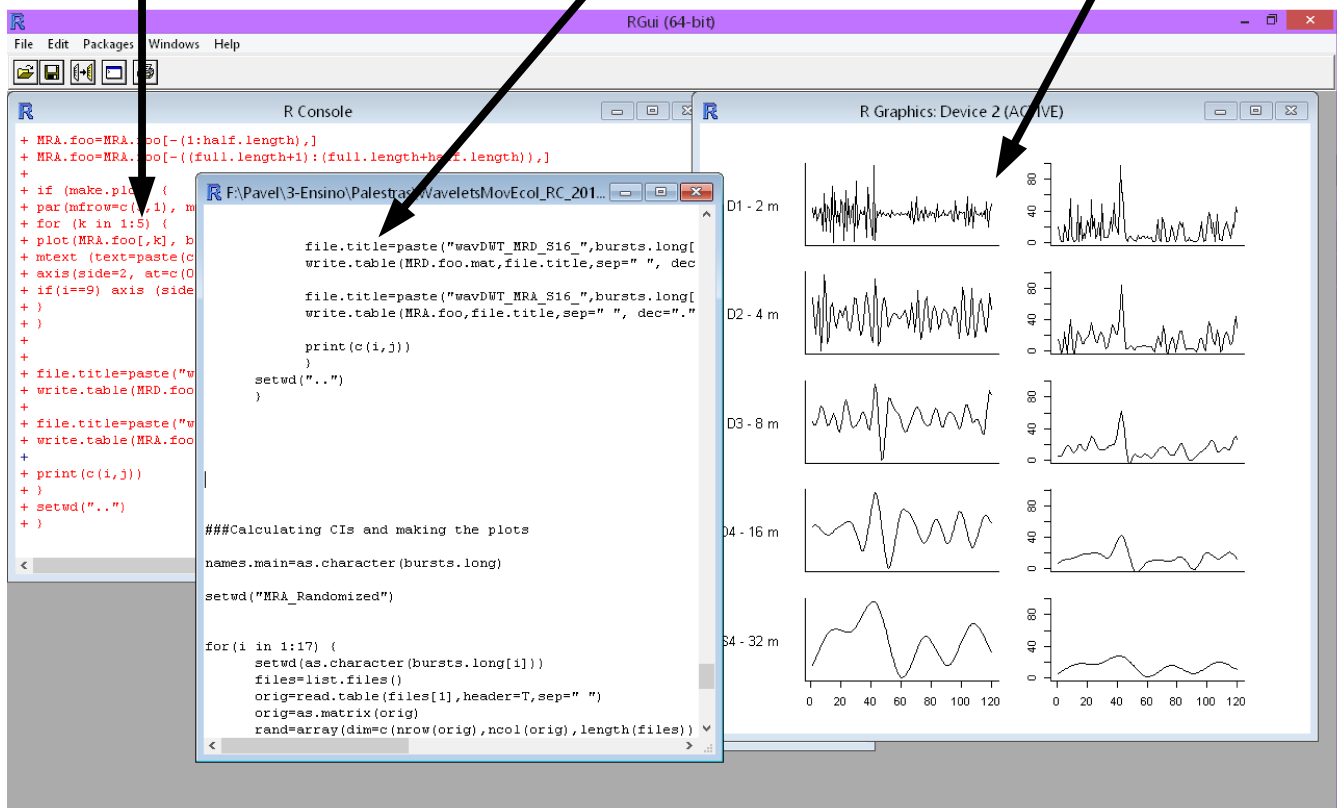 RGui (64-bit)
File Edit Packages Windows Help
R Console
+ MRA.foo=MRA.foo[-(1:half.length),]
+ MRA.foo=MRA.foo[-((full.length+1):(full.length+half.length)),]
+
+ if (make.plot) {
+ par(mfrow=c( ,1), m
+ for (k in 1:5) {
+ plot(MRA.foo[,k], b
+ mtext (text=paste(c
+ axis(side=2, at=c(0
+ if(i==9) axis (side
+ )
+ )
+
+
+ file.title=paste("w
+ write.table(MRD.foo
+
+ file.title=paste("w
+ write.table(MRA.foo
+
+ print(c(i,j))
+ }
+ setwd("..")
+ }
F:\Pavel\3-Ensino\Palestras\WaveletsMovEcol_RC_201...
file.title=paste("wavDWT_MRD_S16_",bursts.long[
write.table(MRD.foo.mat,file.title,sep=" ", dec
file.title=paste("wavDWT_MRA_S16_",bursts.long[
write.table(MRA.foo,file.title,sep=" ", dec="."
print(c(i,j))
}
setwd("..")
}
###Calculating CIs and making the plots
names.main=as.character(bursts.long)
setwd("MRA_Randomized")
for(i in 1:17) {
setwd(as.character(bursts.long[i]))
files=list.files()
orig=read.table(files[1],header=T,sep=" ")
orig=as.matrix(orig)
rand=array(dim=c(nrow(orig),ncol(orig),length(files))
R Graphics: Device 2 (ACTIVE)
D1 - 2 m
0 40 80
D2 - 4 m
0 40 80
D3 - 8 m
0 40 80
D4 - 16 m
0 40 80
S4 - 32 m
0 40 80
0 20 40 60 80 100 120
0 20 40 60 80 100 120